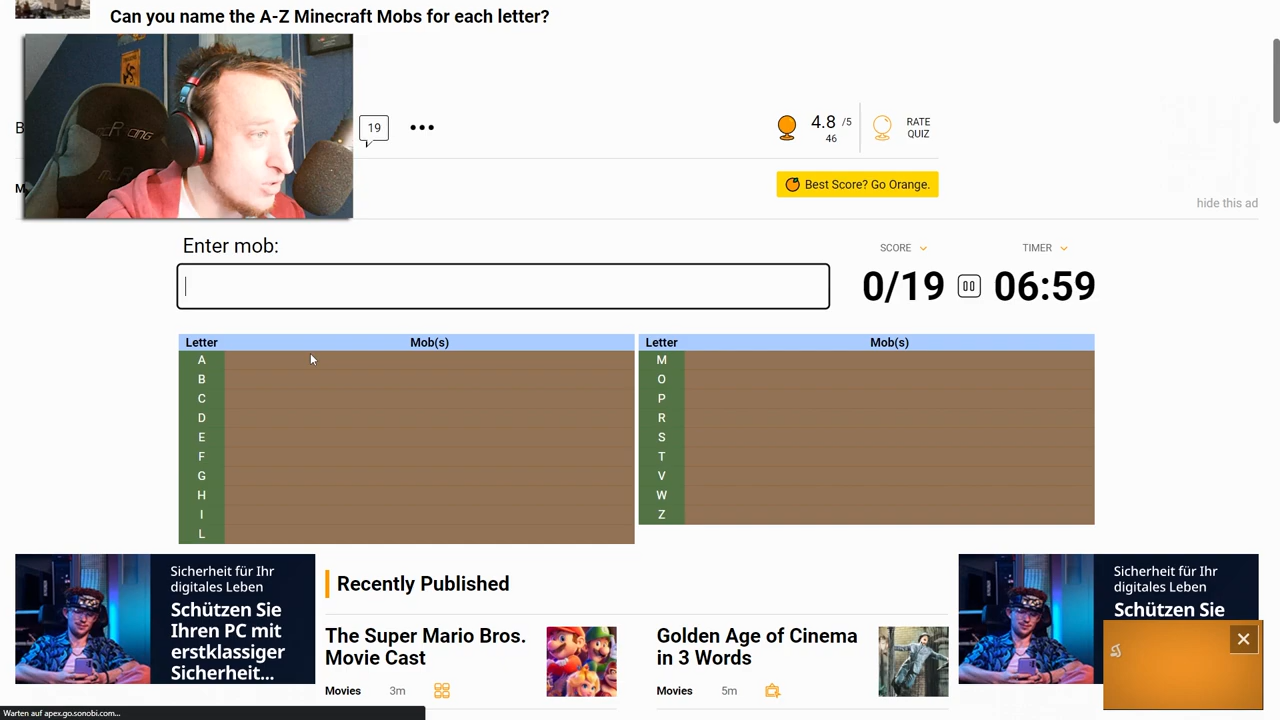 Can you name the A-Z Minecraft Mobs for each letter?
B
19
•••
4.8 /5
46
RATE
QUIZ
M
Best Score? Go Orange.
hide this ad
Enter mob:
SCORE
TIMER
0/19
06:59
Letter Mob(s)
A
B
C
D
E
F
G
H
I
L
Letter Mob(s)
M
O
P
R
S
T
V
W
Z
Sicherheit für Ihr
digitales Leben
Schützen Sie
Ihren PC mit
erstklassiger
Sicherheit...
Recently Published
The Super Mario Bros.
Movie Cast
Movies 3m
Golden Age of Cinema
in 3 Words
Movies 5m
Sicherheit für Ihr
digitales Leben
Schützen Sie
Warten auf apex.go.sonobi.com...